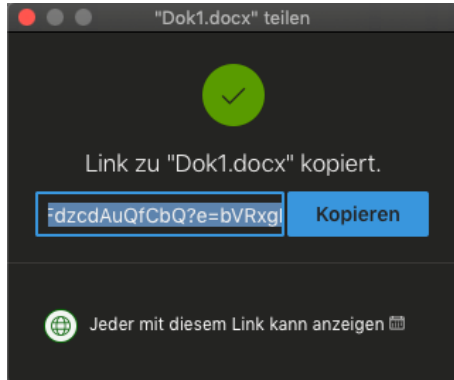 "Dok1.docx" teilen
Link zu "Dok1.docx" kopiert.
FdzcdAuQfCbQ?e=bVRxgl Kopieren
Jeder mit diesem Link kann anzeigen